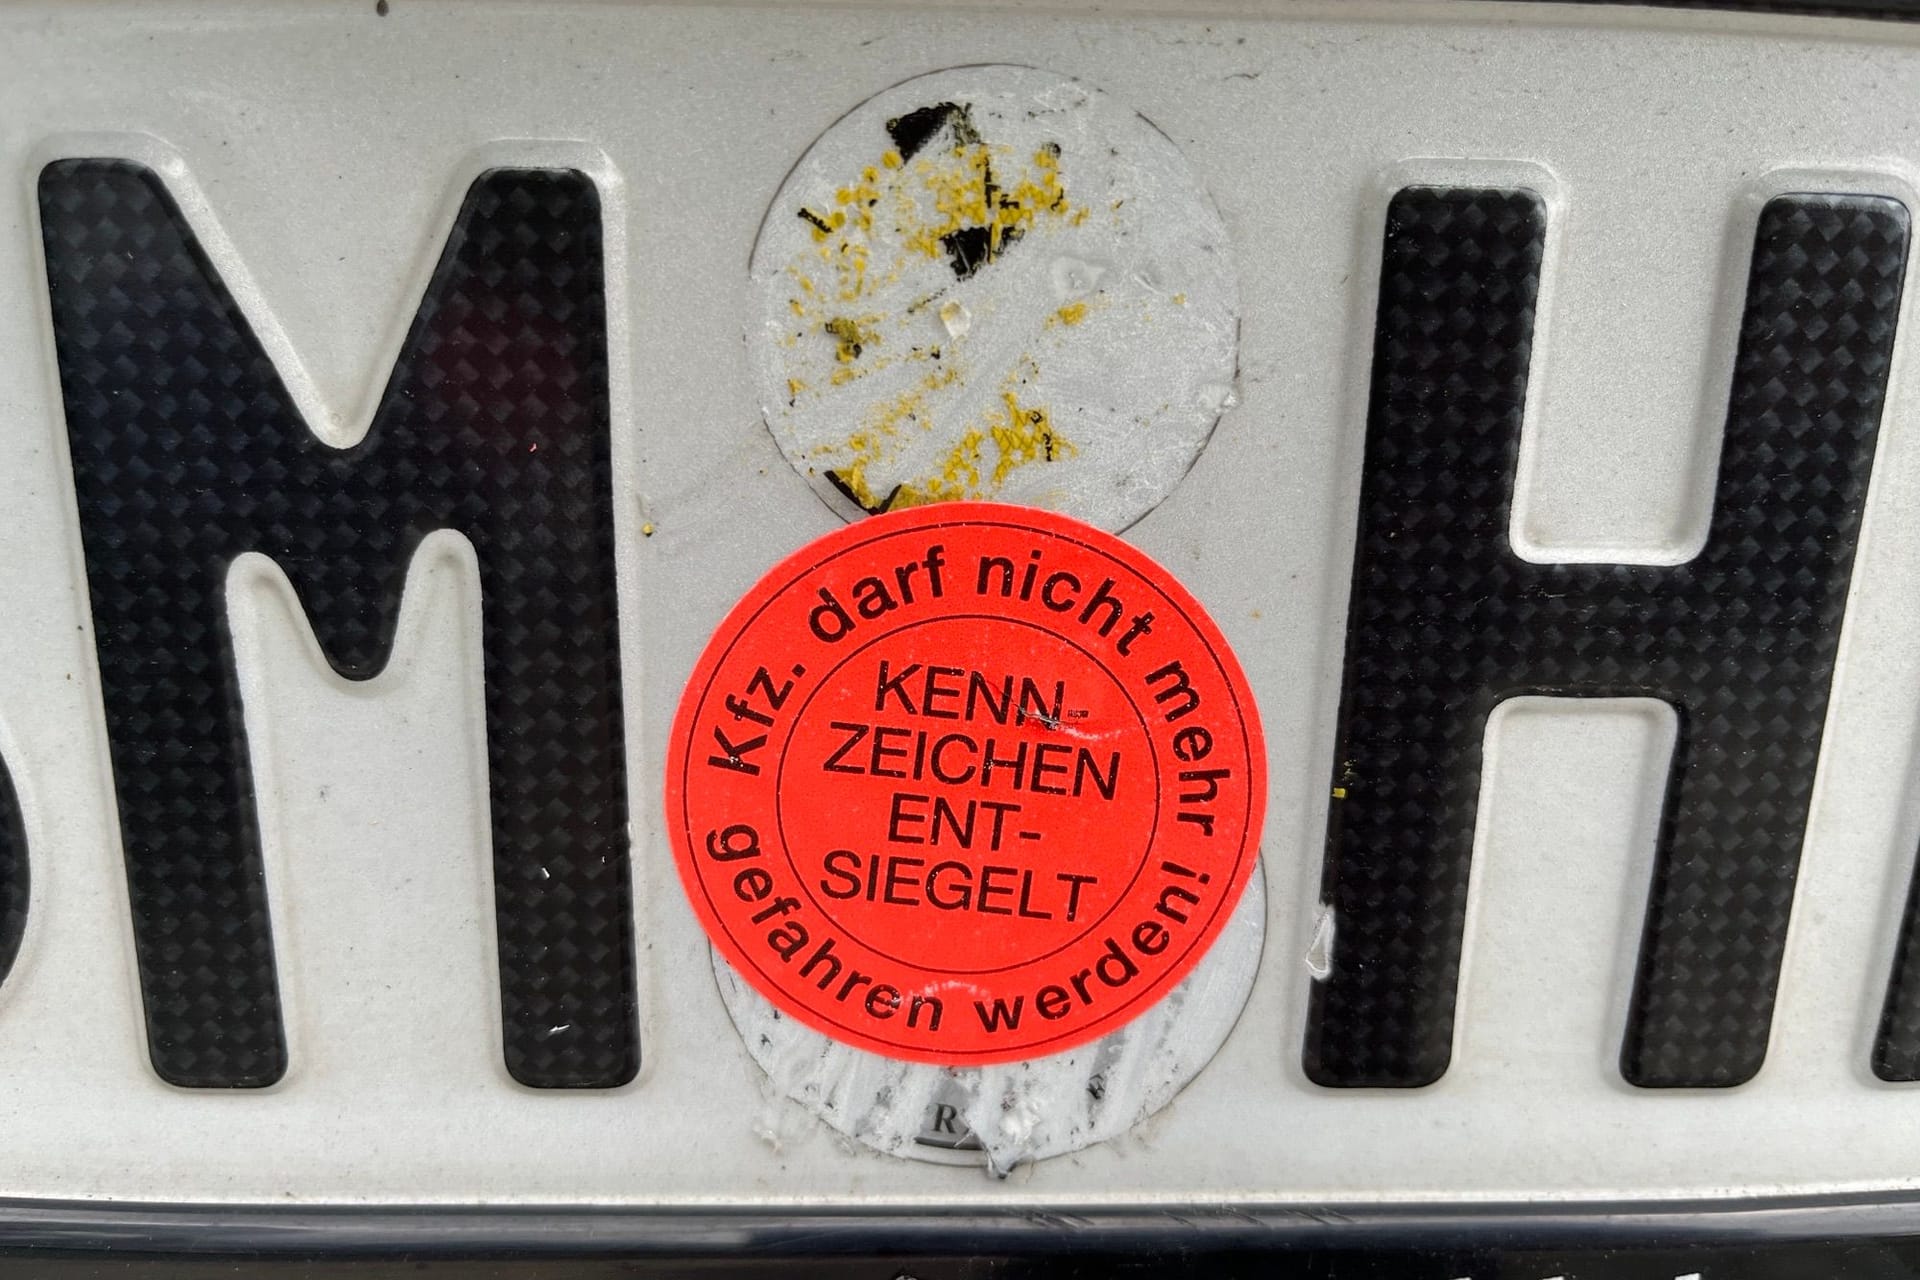 M H
Kfz. darf nicht mehr gefahren werden!
KENN-
ZEICHEN
ENT-
SIEGELT
R